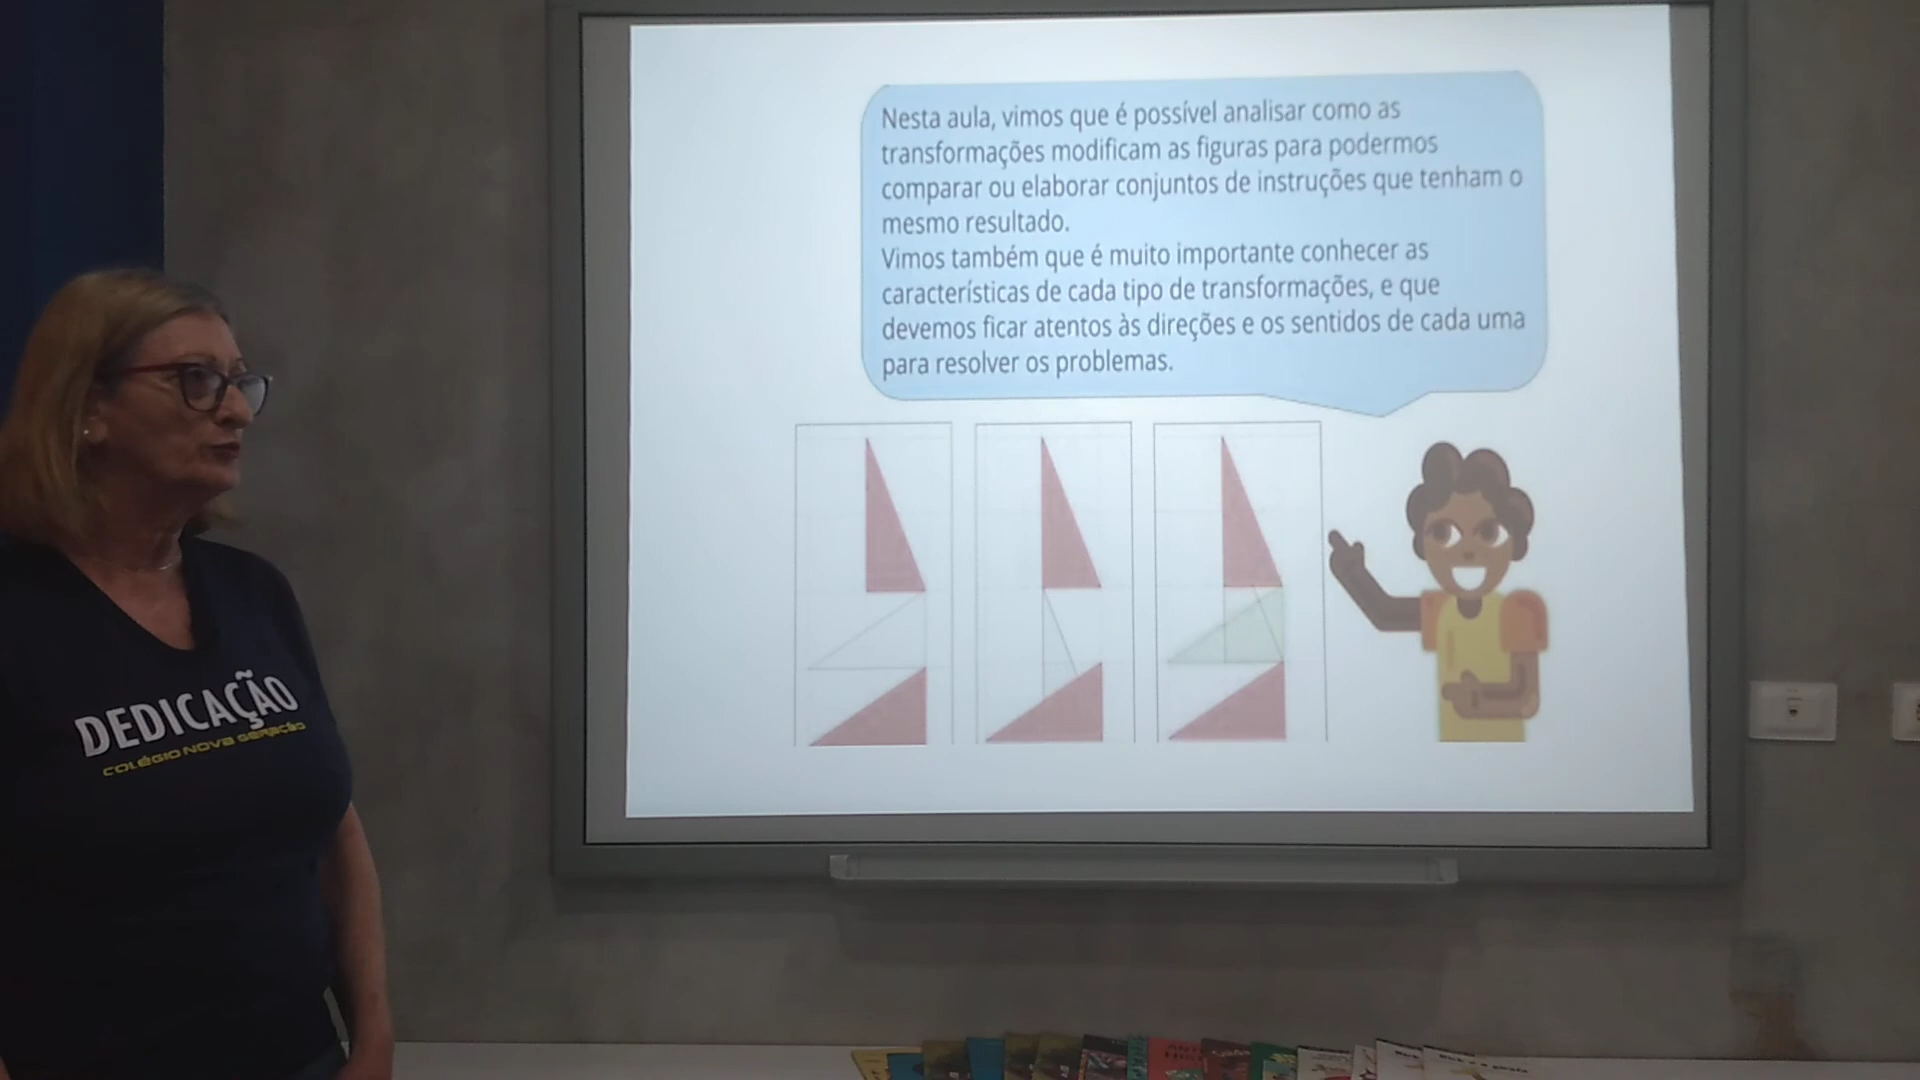 Nesta aula, vimos que é possível analisar como as
transformações modificam as figuras para podermos
comparar ou elaborar conjuntos de instruções que tenham o
mesmo resultado.
Vimos também que é muito importante conhecer as
características de cada tipo de transformações, e que
devemos ficar atentos às direções e os sentidos de cada uma
para resolver os problemas.
DEDICAÇÃO
COLÉGIO NOVA GERAÇÃO